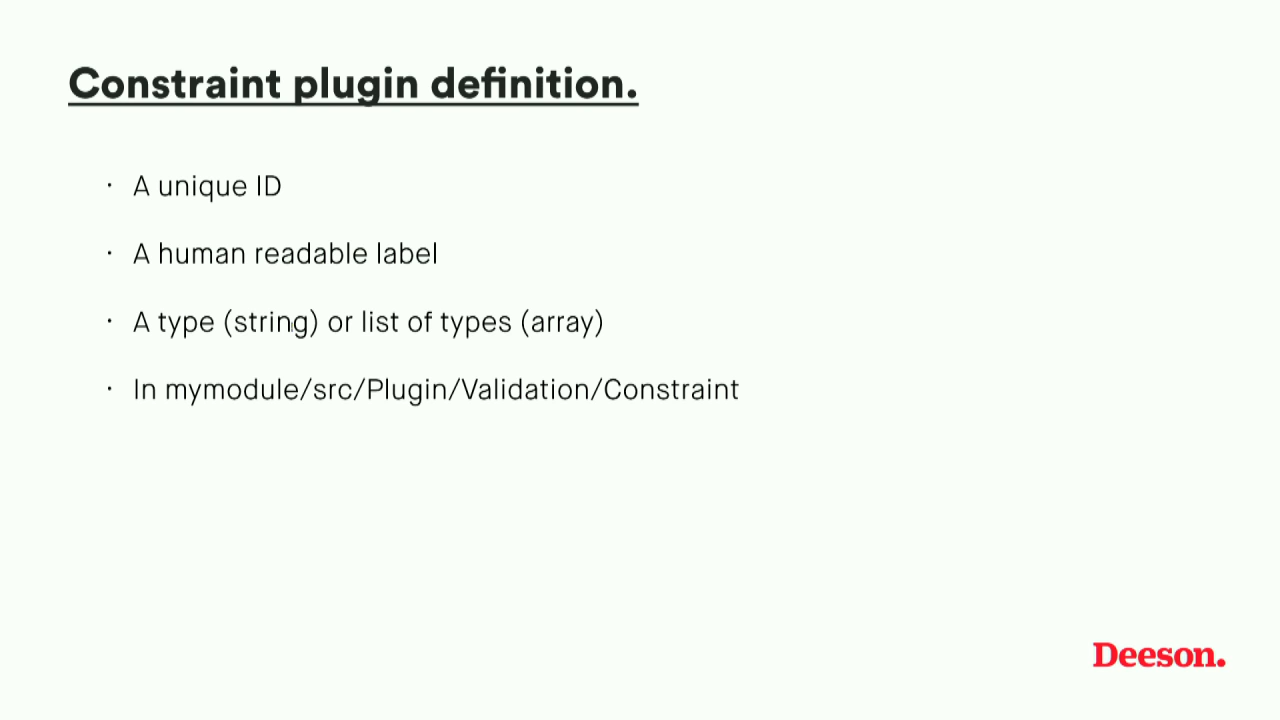 Constraint plugin definition.
· A unique ID
· A human readable label
· A type (string) or list of types (array)
· In mymodule/src/Plugin/Validation/Constraint
Deeson.